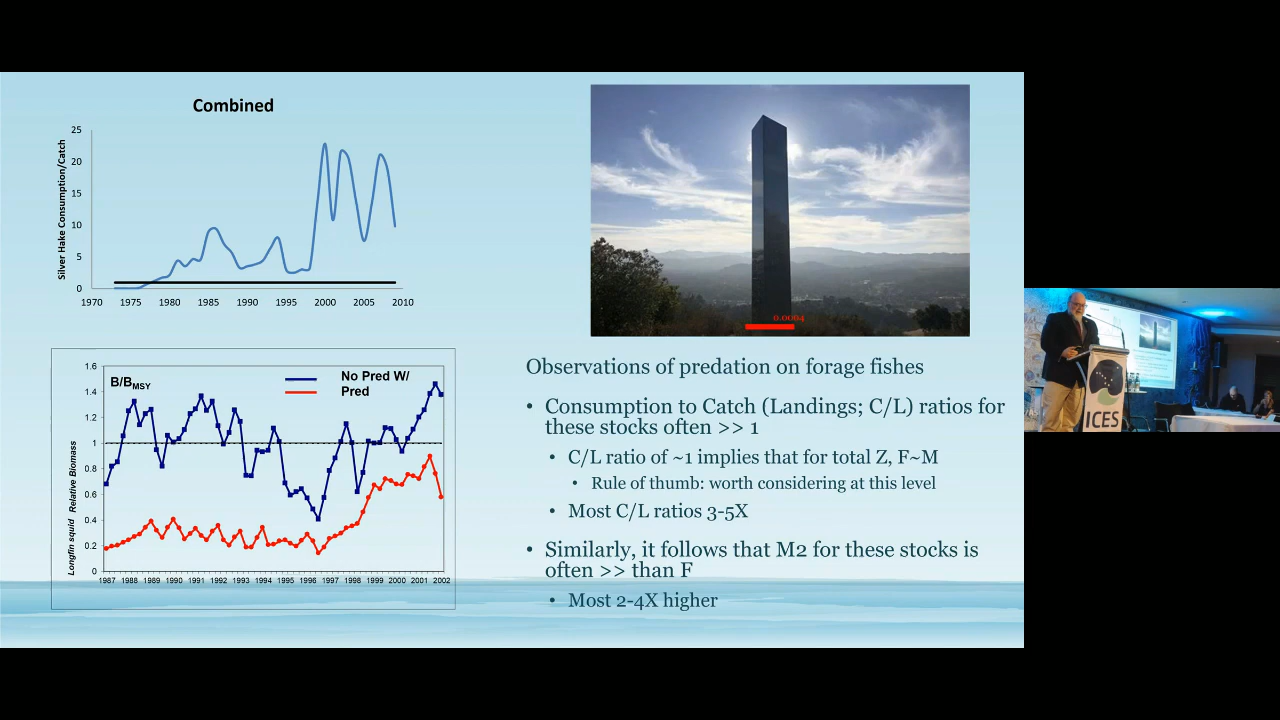 Combined
Silver Hake Consumption/Catch
25
20
15
10
5
0
1970 1975 1980 1985 1990 1995 2000 2005 2010
0.0004
B/BMSY
No Pred W/
Pred
Longfin squid Relative Biomass
1.6
1.4
1.2
1
0.8
0.6
0.4
0.2
0
1987 1988 1989 1990 1991 1992 1993 1994 1995 1996 1997 1998 1999 2000 2001 2002
Observations of predation on forage fishes
• Consumption to Catch (Landings; C/L) ratios for
these stocks often >> 1
• C/L ratio of ~1 implies that for total Z, F~M
• Rule of thumb: worth considering at this level
• Most C/L ratios 3-5X
• Similarly, it follows that M2 for these stocks is
often >> than F
• Most 2-4X higher
ICES